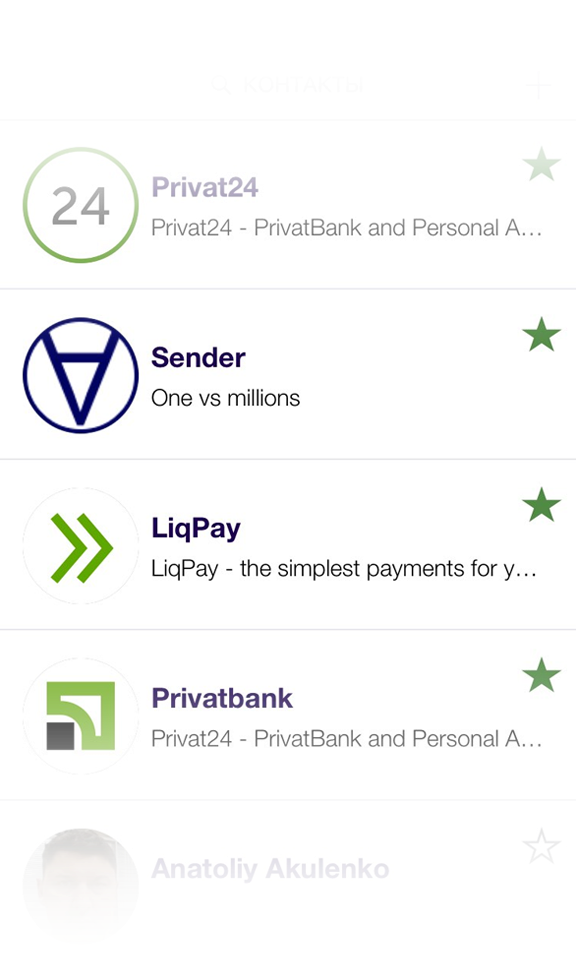 КОНТАКТЫ
24
Privat24
Privat24 - PrivatBank and Personal A...
Sender
One vs millions
LiqPay
LiqPay - the simplest payments for y...
Privatbank
Privat24 - PrivatBank and Personal A...
Anatoliy Akulenko